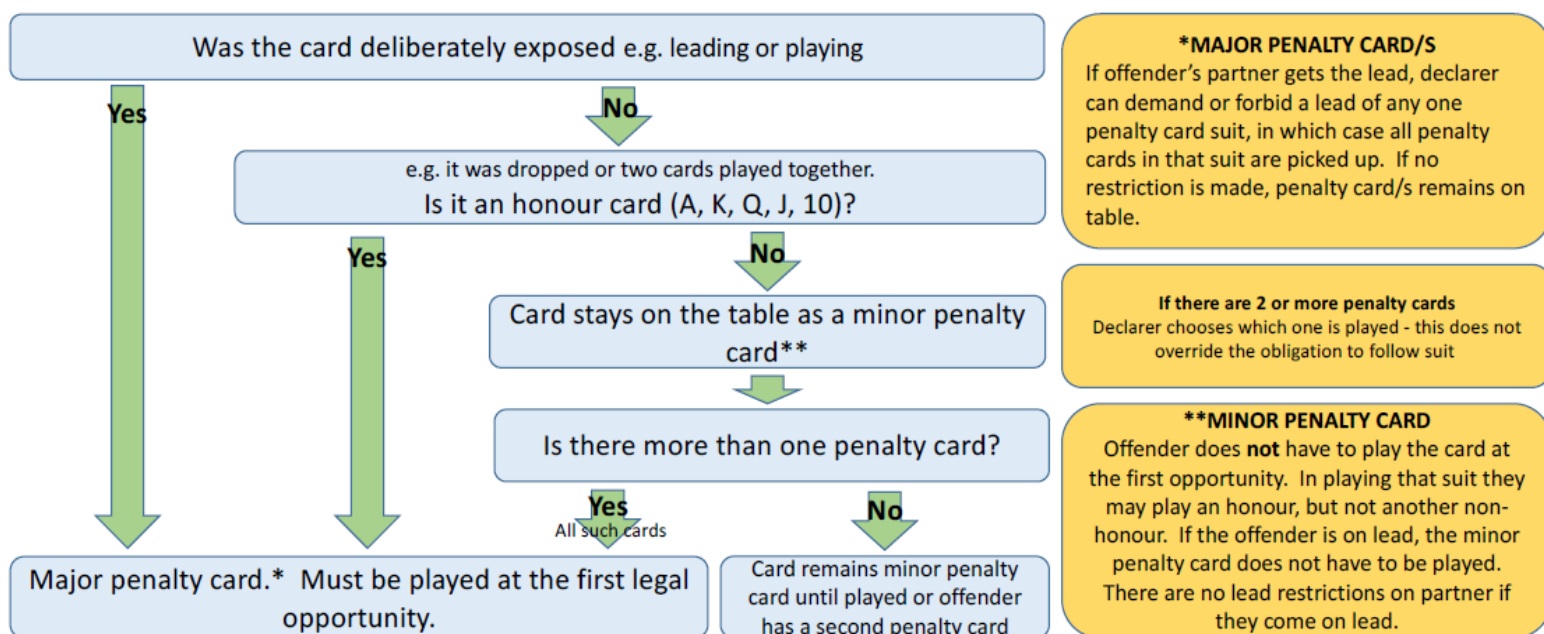 Was the card deliberately exposed e.g. leading or playing
Yes
No
e.g. it was dropped or two cards played together.
Is it an honour card (A, K, Q, J, 10)?
Yes
No
Card stays on the table as a minor penalty
card**
Is there more than one penalty card?
Yes
All such cards
No
Major penalty card.* Must be played at the first legal
opportunity.
Card remains minor penalty
card until played or offender
has a second penalty card
*MAJOR PENALTY CARD/S
If offender's partner gets the lead, declarer
can demand or forbid a lead of any one
penalty card suit, in which case all penalty
cards in that suit are picked up. If no
restriction is made, penalty card/s remains on
table.
If there are 2 or more penalty cards
Declarer chooses which one is played - this does not
override the obligation to follow suit
**MINOR PENALTY CARD
Offender does not have to play the card at
the first opportunity. In playing that suit they
may play an honour, but not another non-
honour. If the offender is on lead, the minor
penalty card does not have to be played.
There are no lead restrictions on partner if
they come on lead.